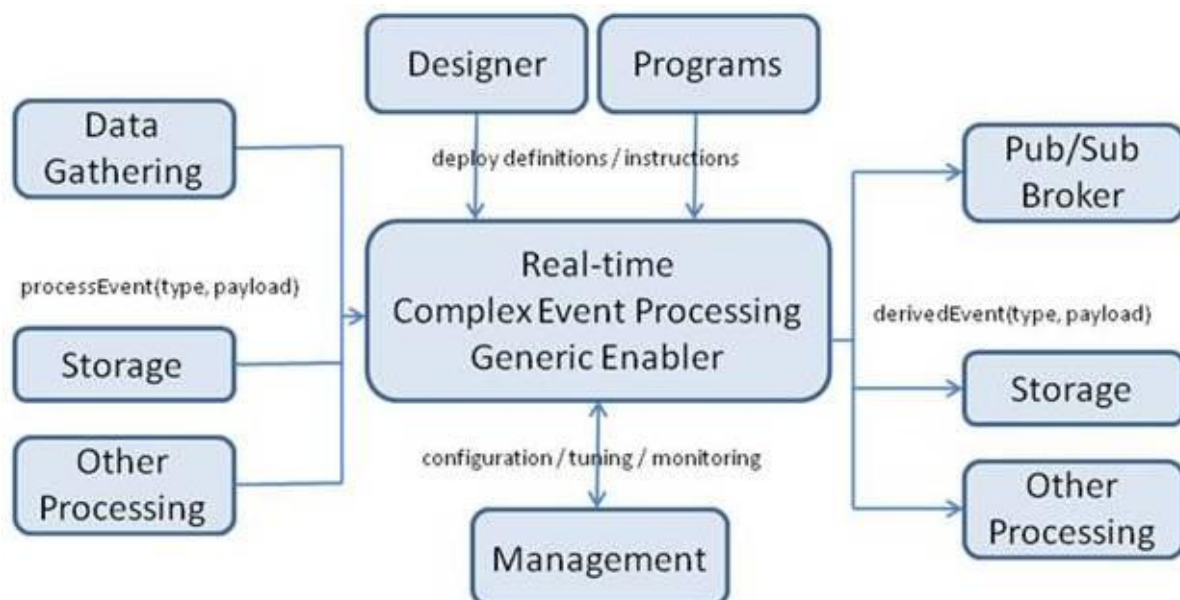 Designer
Programs
Data
Gathering
deploy definitions / instructions
Pub/Sub
Broker
Real-time
Complex Event Processing
Generic Enabler
processEvent(type, payload)
derivedEvent(type, payload)
Storage
Storage
Other
Processing
configuration / tuning / monitoring
Other
Processing
Management